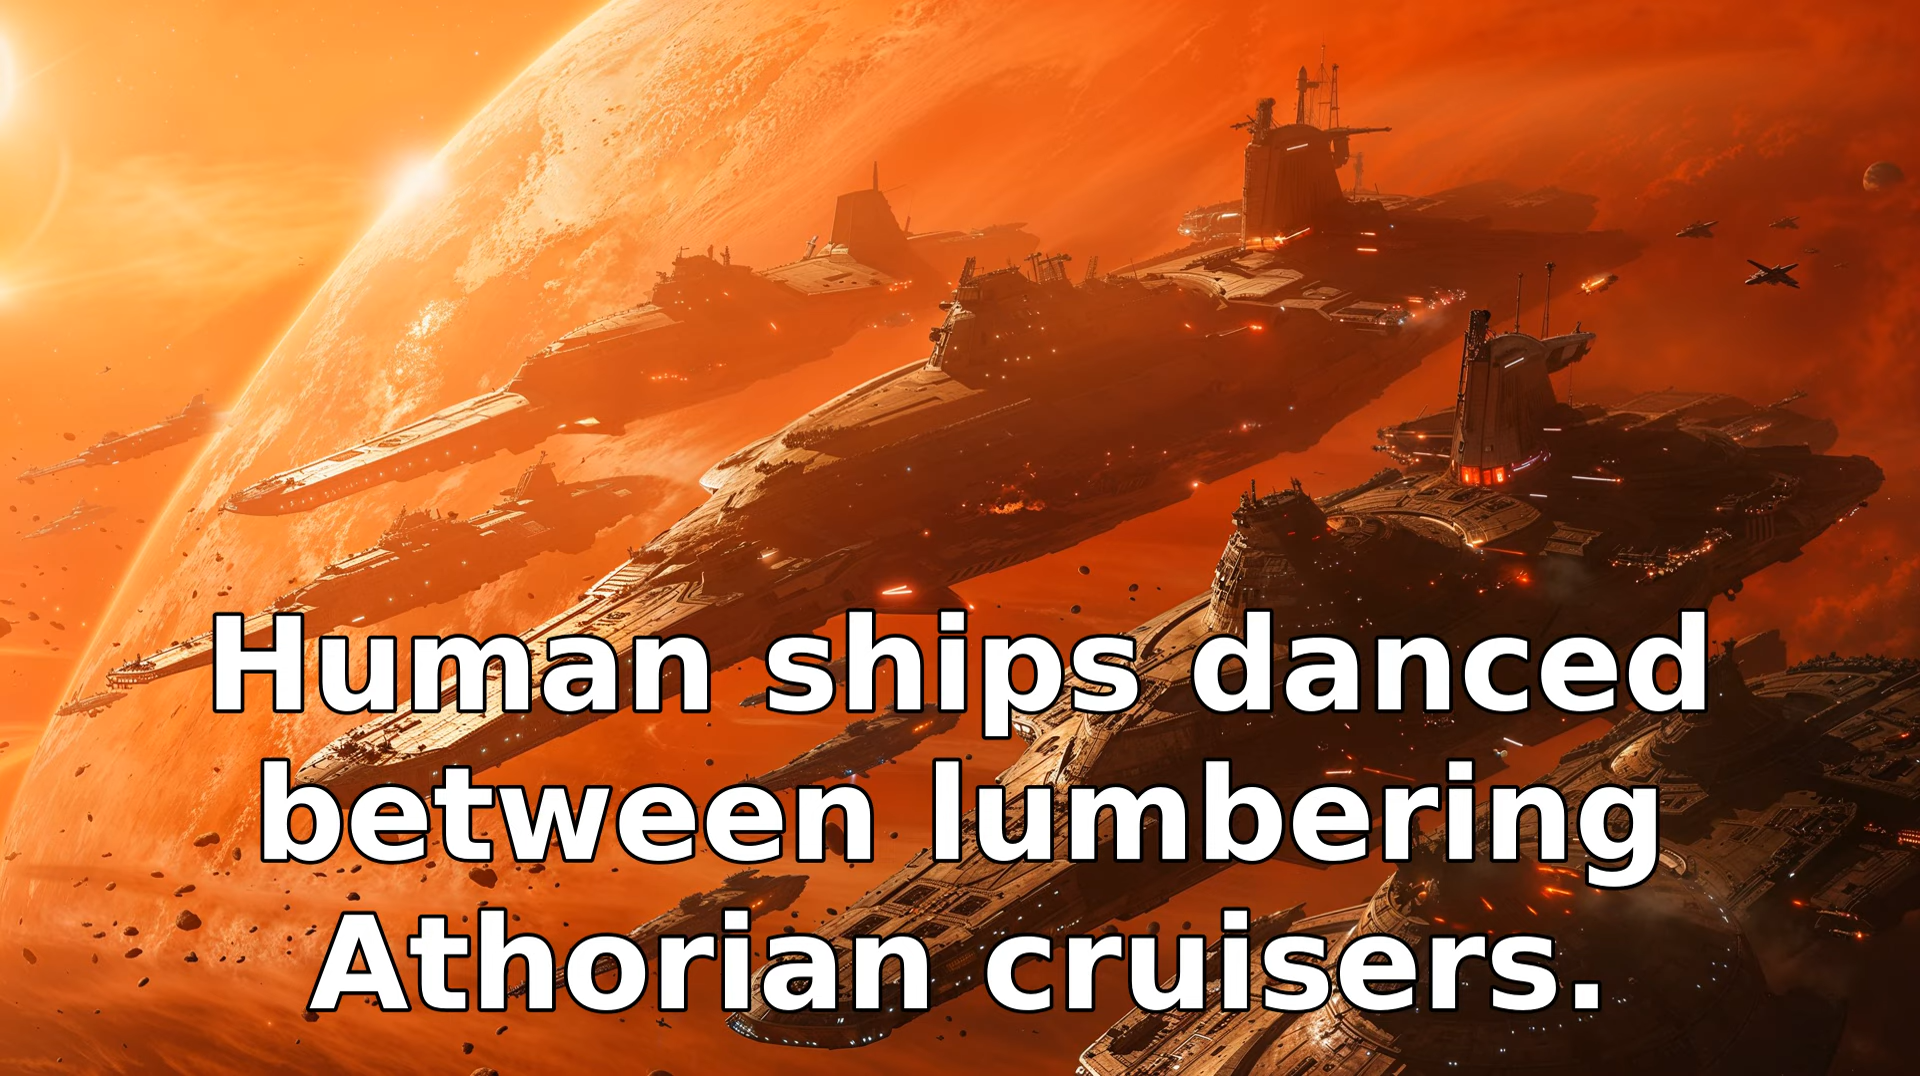 Human ships danced
between lumbering
Athorian cruisers.